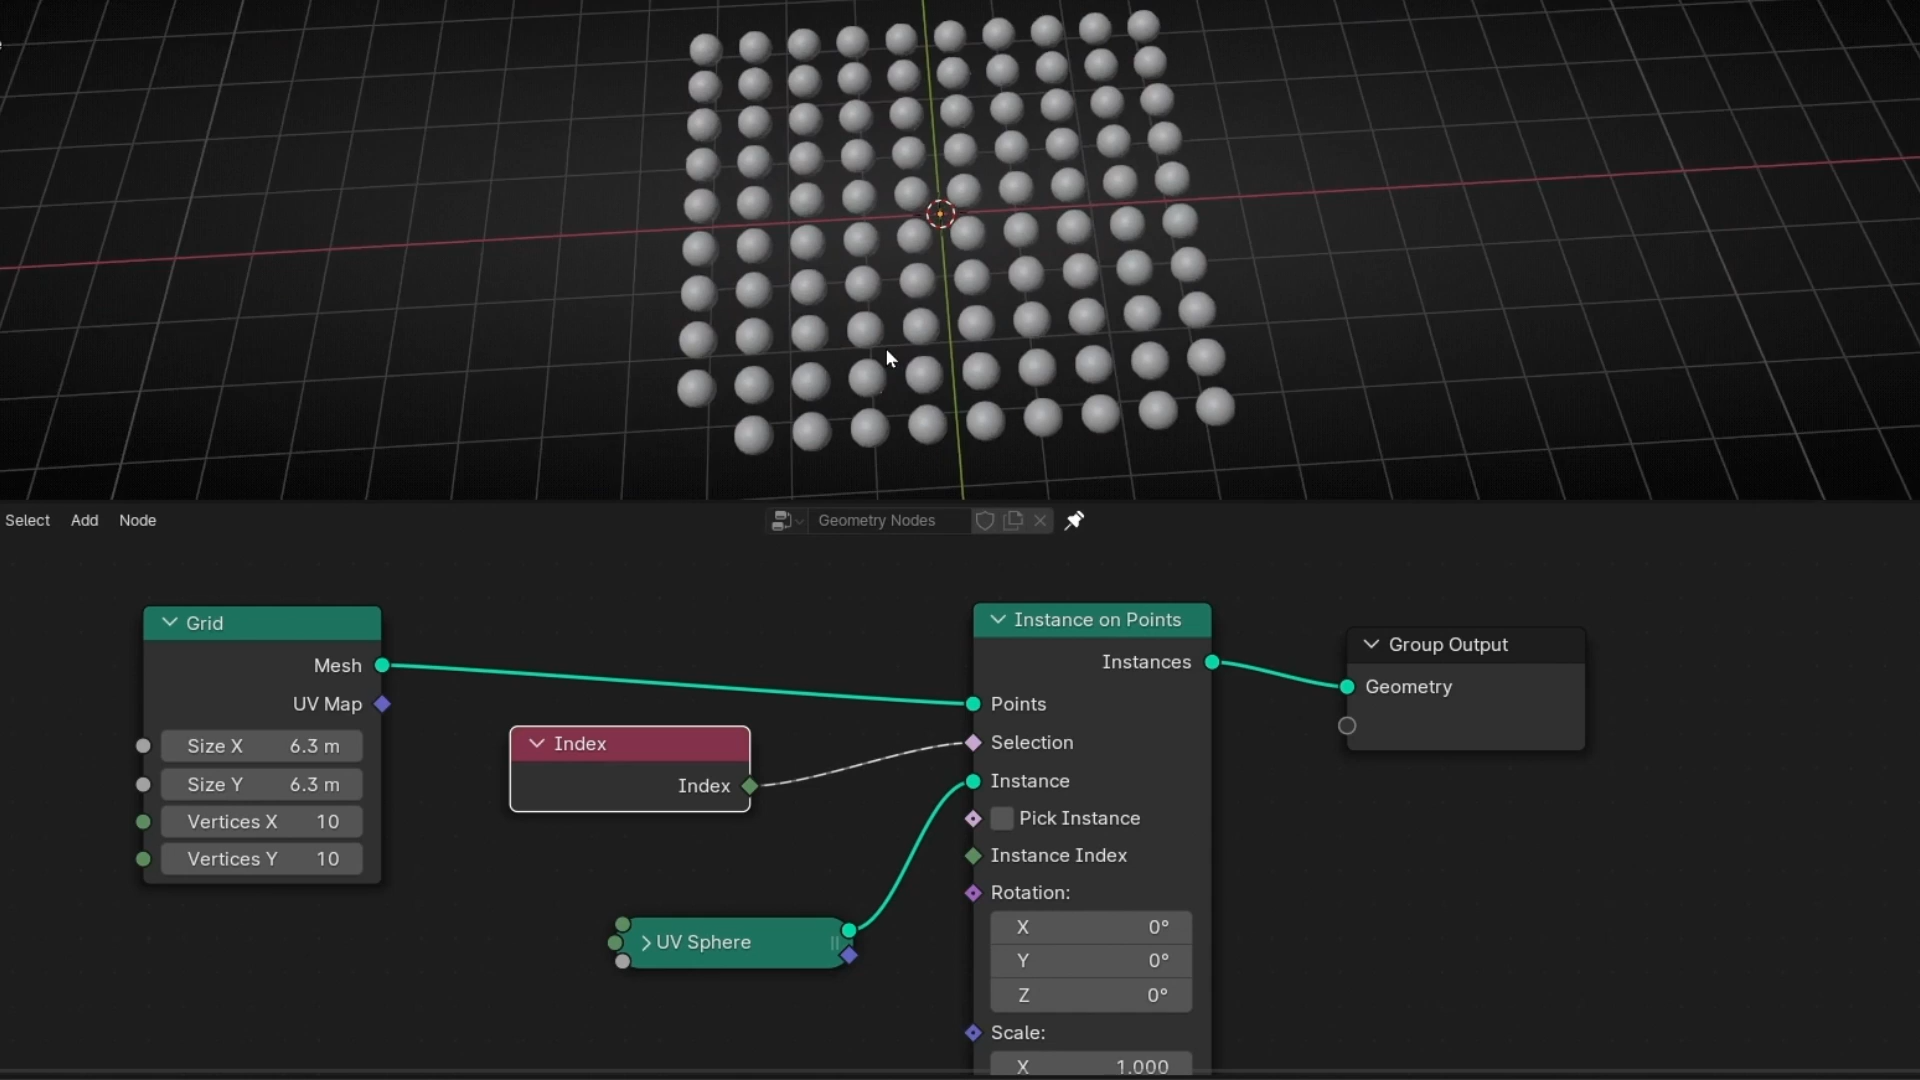 Select Add Node
Geometry Nodes
Grid
Mesh
UV Map
Size X 6.3 m
Size Y 6.3 m
Vertices X 10
Vertices Y 10
Index
Index
UV Sphere
Instance on Points
Instances
Points
Selection
Instance
Pick Instance
Instance Index
Rotation:
X 0°
Y 0°
Z 0°
Scale:
X 1.000
Group Output
Geometry